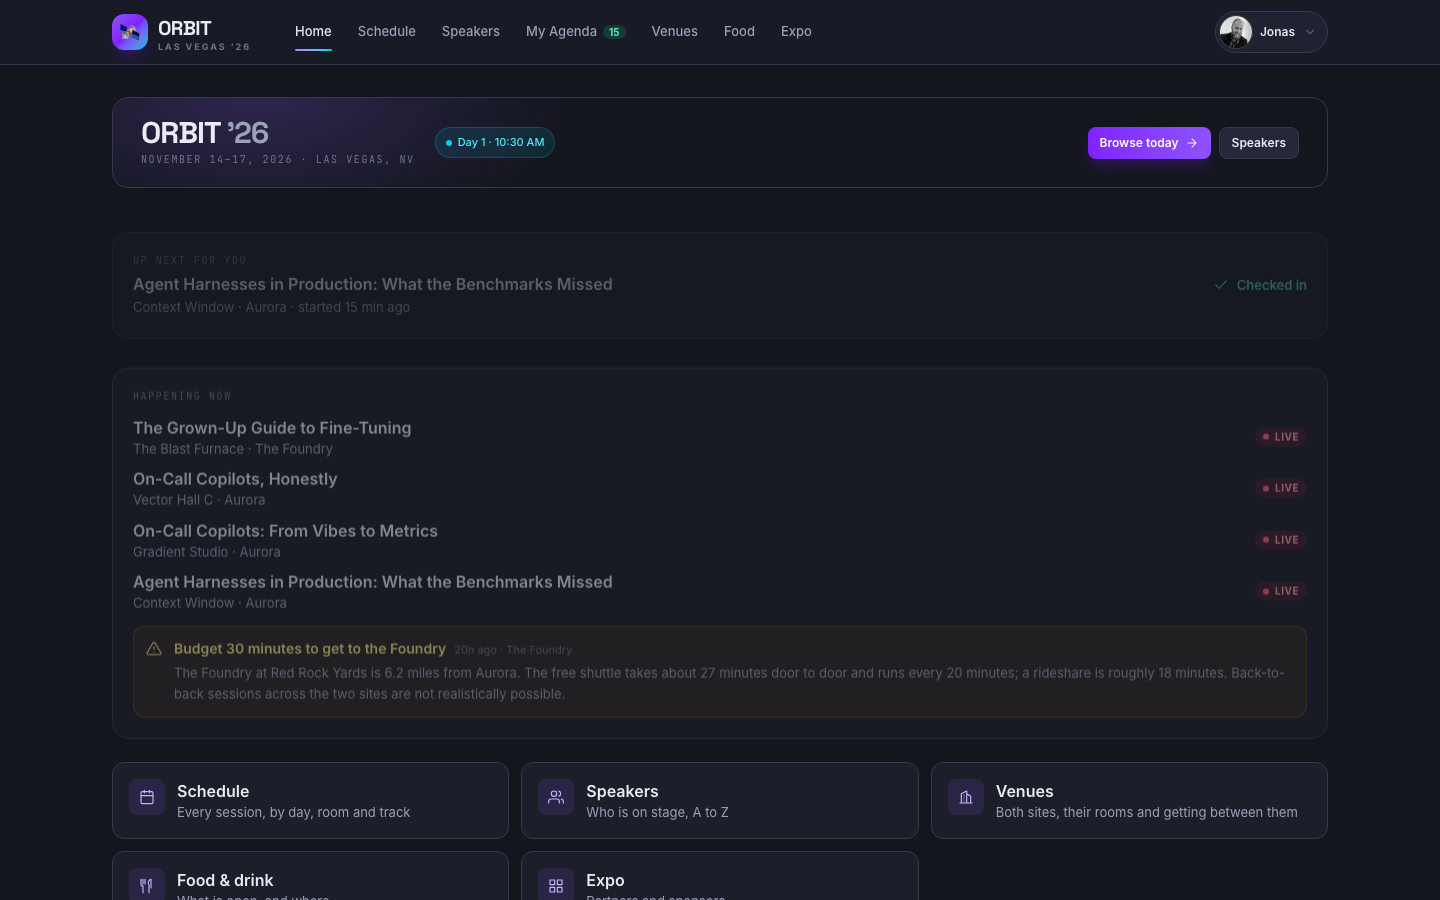 ORBIT
LAS VEGAS '26
Home
Schedule
Speakers
My Agenda 15
Venues
Food
Expo
Jonas
ORBIT ’26
NOVEMBER 14–17, 2026 · LAS VEGAS, NV
Day 1 · 10:30 AM
Browse today
Speakers
UP NEXT FOR YOU
Agent Harnesses in Production: What the Benchmarks Missed
Context Window · Aurora · started 15 min ago
Checked in
HAPPENING NOW
The Grown-Up Guide to Fine-Tuning
The Blast Furnace · The Foundry
LIVE
On-Call Copilots, Honestly
Vector Hall C · Aurora
LIVE
On-Call Copilots: From Vibes to Metrics
Gradient Studio · Aurora
LIVE
Agent Harnesses in Production: What the Benchmarks Missed
Context Window · Aurora
LIVE
Budget 30 minutes to get to the Foundry 20h ago · The Foundry
The Foundry at Red Rock Yards is 6.2 miles from Aurora. The free shuttle takes about 27 minutes door to door and runs every 20 minutes; a rideshare is roughly 18 minutes. Back-to-
back sessions across the two sites are not realistically possible.
Schedule
Every session, by day, room and track
Speakers
Who is on stage, A to Z
Venues
Both sites, their rooms and getting between them
Food & drink
What is open, and where
Expo
Partners and sponsors